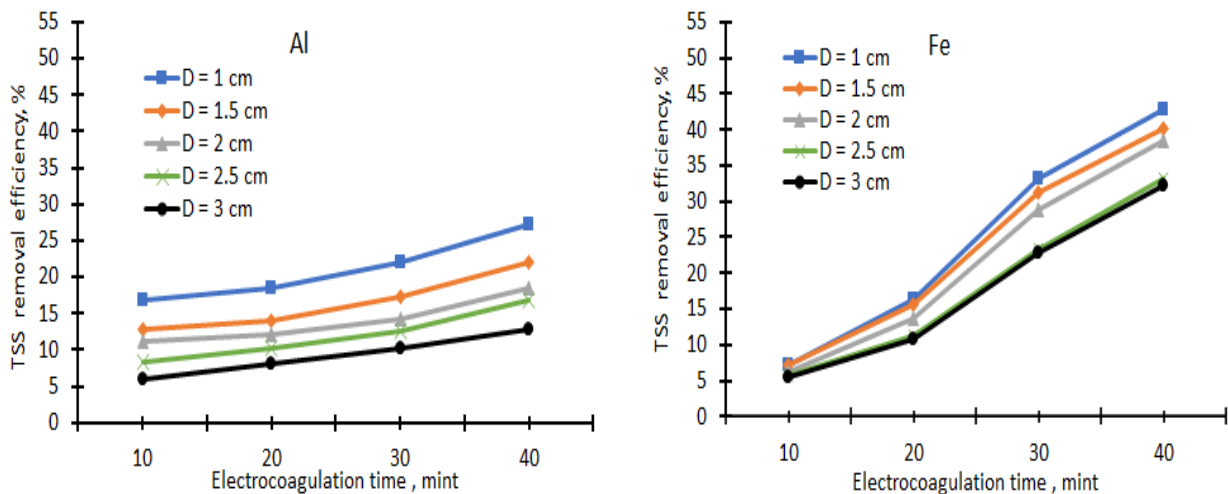 Al
TSS removal efficiency, %
55
50
45
40
35
30
25
20
15
10
5
0
D = 1 cm
D = 1.5 cm
D = 2 cm
D = 2.5 cm
D = 3 cm
10 20 30 40
Electrocoagulation time , mint
Fe
TSS removal efficiency, %
55
50
45
40
35
30
25
20
15
10
5
0
D = 1 cm
D = 1.5 cm
D = 2 cm
D = 2.5 cm
D = 3 cm
10 20 30 40
Electrocoagulation time , mint